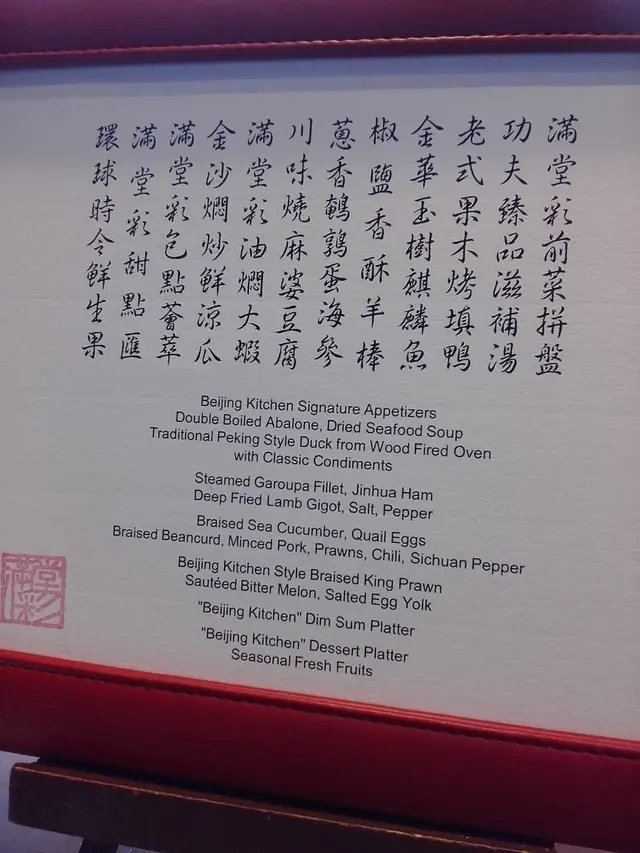 滿堂彩前菜拼盤
功夫臻品滋補湯
老式果木烤填鴨
金華玉樹麒麟魚
椒鹽香酥羊棒
蔥香鵪鶉蛋海參
川味燒麻婆豆腐
滿堂彩油燜大蝦
金沙燜炒鮮涼瓜
滿堂彩包點薈萃
滿堂彩甜點匯
環球時令鮮生果
Beijing Kitchen Signature Appetizers
Double Boiled Abalone, Dried Seafood Soup
Traditional Peking Style Duck from Wood Fired Oven
with Classic Condiments
Steamed Garoupa Fillet, Jinhua Ham
Deep Fried Lamb Gigot, Salt, Pepper
Braised Sea Cucumber, Quail Eggs
Braised Beancurd, Minced Pork, Prawns, Chili, Sichuan Pepper
Beijing Kitchen Style Braised King Prawn
Sautéed Bitter Melon, Salted Egg Yolk
"Beijing Kitchen" Dim Sum Platter
"Beijing Kitchen" Dessert Platter
Seasonal Fresh Fruits
滿堂彩